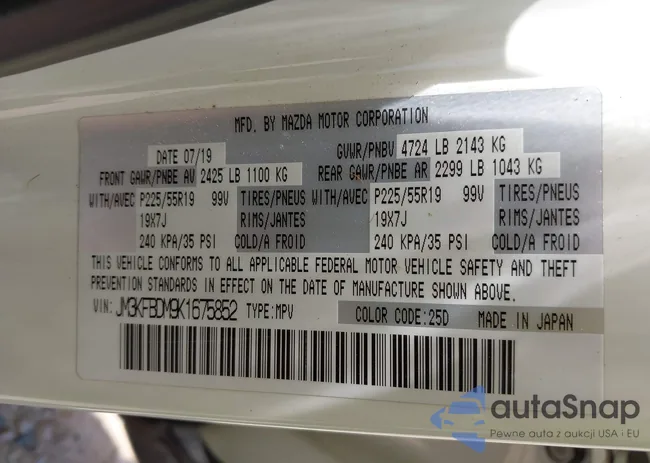 MFD. BY MAZDA MOTOR CORPORATION
DATE 07/19 GVWR/PNBV 4724 LB 2143 KG
FRONT GAWR/PNBE AV 2425 LB 1100 KG REAR GAWR/PNBE AR 2299 LB 1043 KG
WITH/AVEC P225/55R19 99V TIRES/PNEUS WITH/AVEC P225/55R19 99V TIRES/PNEUS
19X7J RIMS/JANTES 19X7J RIMS/JANTES
240 KPA/35 PSI COLD/A FROID 240 KPA/35 PSI COLD/A FROID
THIS VEHICLE CONFORMS TO ALL APPLICABLE FEDERAL MOTOR VEHICLE SAFETY AND THEFT
PREVENTION STANDARDS IN EFFECT ON THE DATE OF MANUFACTURE SHOWN ABOVE.
VIN: JM3KFBDM9K1675852 TYPE:MPV COLOR CODE:25D MADE IN JAPAN
autaSnap
Pewne auta z aukcji USA i EU